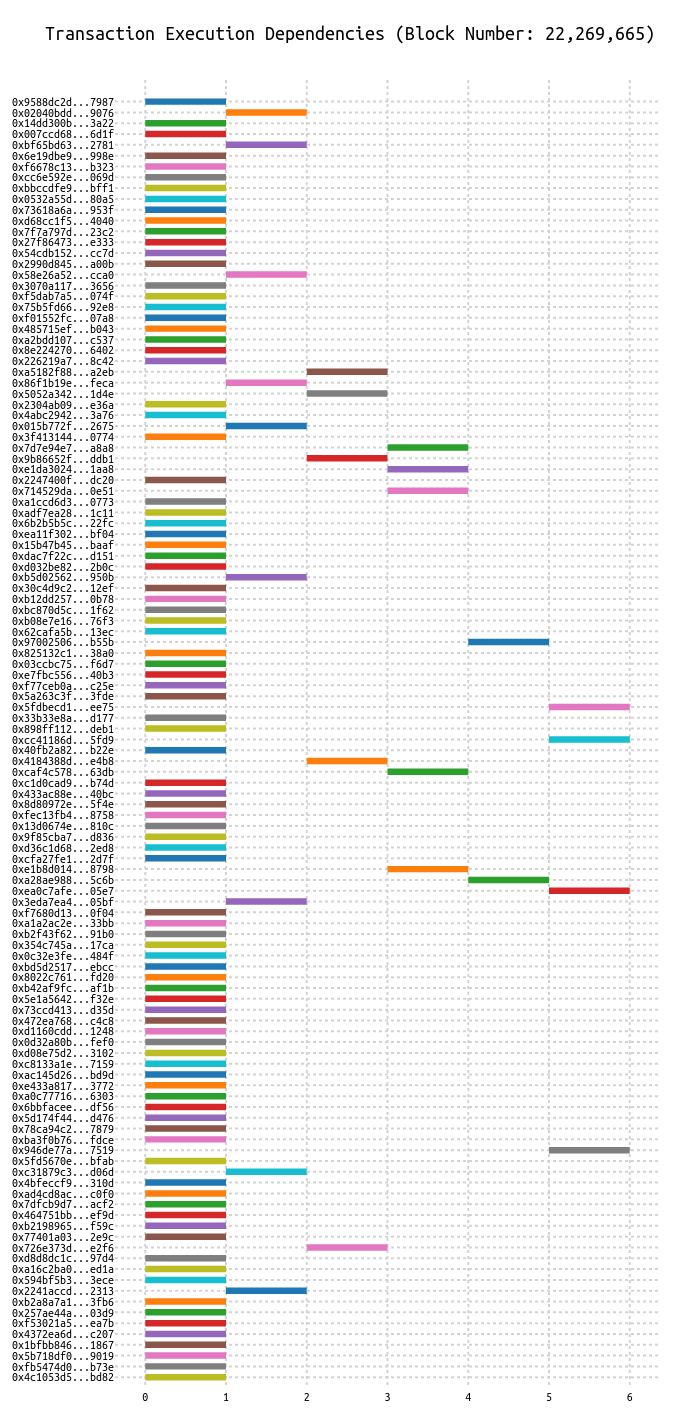 Transaction Execution Dependencies (Block Number: 22,269,665)
0x9588dc2d...7987
0x02040bdd...9076
0x14dd300b...3a22
0x007ccd68...6d1f
0xbf65bd63...2781
0x6e19dbe9...998e
0xf6678c13...b323
0xcc6e592e...069d
0xbbccdfe9...bff1
0x0532a55d...80a5
0x73618a6a...953f
0xd68cc1f5...4040
0x7f7a797d...23c2
0x27f86473...e333
0x54cdb152...cc7d
0x2990d845...a00b
0x58e26a52...cca0
0x3070a117...3656
0xf5dab7a5...074f
0x75b5fd66...92e8
0xf01552fc...07a8
0x485715ef...b043
0xa2bdd107...c537
0x8e224270...6402
0x226219a7...8c42
0xa5182f88...a2eb
0x86f1b19e...feca
0x5052a342...1d4e
0x2304ab09...e36a
0x4abc2942...3a76
0x015b772f...2675
0x3f413144...0774
0x7d7e94e7...a8a8
0x9b86652f...ddb1
0xe1da3024...1aa8
0x2247400f...dc20
0x714529da...0e51
0xa1ccd6d3...0773
0xadf7ea28...1c11
0x6b2b5b5c...22fc
0xea11f302...bf04
0x15b47b45...baaf
0xdac7f22c...d151
0xd032be82...2b0c
0xb5d02562...950b
0x30c4d9c2...12ef
0xb12dd257...0b78
0xbc870d5c...1f62
0xb08e7e16...76f3
0x62cafa5b...13ec
0x97002506...b55b
0x825132c1...38a0
0x03ccbc75...f6d7
0xe7fbc556...40b3
0xf77ceb0a...c25e
0x5a263c3f...3fde
0x5fdbecd1...ee75
0x33b33e8a...d177
0x898ff112...deb1
0xcc41186d...5fd9
0x40fb2a82...b22e
0x4184388d...e4b8
0xcaf4c578...63db
0xc1d0cad9...b74d
0x433ac88e...40bc
0x8d80972e...5f4e
0xfec13fb4...8758
0x13d0674e...810c
0x9f85cba7...d836
0xd36c1d68...2ed8
0xcfa27fe1...2d7f
0xe1b8d014...8798
0xa28ae988...5c6b
0xea0c7afe...05e7
0x3eda7ea4...05bf
0xf7680d13...0f04
0xa1a2ac2e...33bb
0xb2f43f62...91b0
0x354c745a...17ca
0x0c32e3fe...484f
0xbd5d2517...ebcc
0x8022c761...fd20
0xb42af9fc...af1b
0x5e1a5642...f32e
0x73ccd413...d35d
0x472ea768...c4c8
0xd1160cdd...1248
0x0d32a80b...fef0
0xd08e75d2...3102
0xc8133a1e...7159
0xac145d26...bd9d
0xe433a817...3772
0xa0c77716...6303
0x6bbfacee...df56
0x5d174f44...d476
0x78ca94c2...7879
0xba3f0b76...fdce
0x946de77a...7519
0x5fd5670e...bfab
0xc31879c3...d06d
0x4bfeccf9...310d
0xad4cd8ac...c0f0
0x7dfcb9d7...acf2
0x464751bb...ef9d
0xb2198965...f59c
0x77401a03...2e9c
0x726e373d...e2f6
0xd8d8dc1c...97d4
0xa16c2ba0...ed1a
0x594bf5b3...3ece
0x2241accd...2313
0xb2a8a7a1...3fb6
0x257ae44a...03d9
0xf53021a5...ea7b
0x4372ea6d...c207
0x1bfbb846...1867
0x5b718df0...9019
0xfb5474d0...b73e
0x4c1053d5...bd82
0 1 2 3 4 5 6